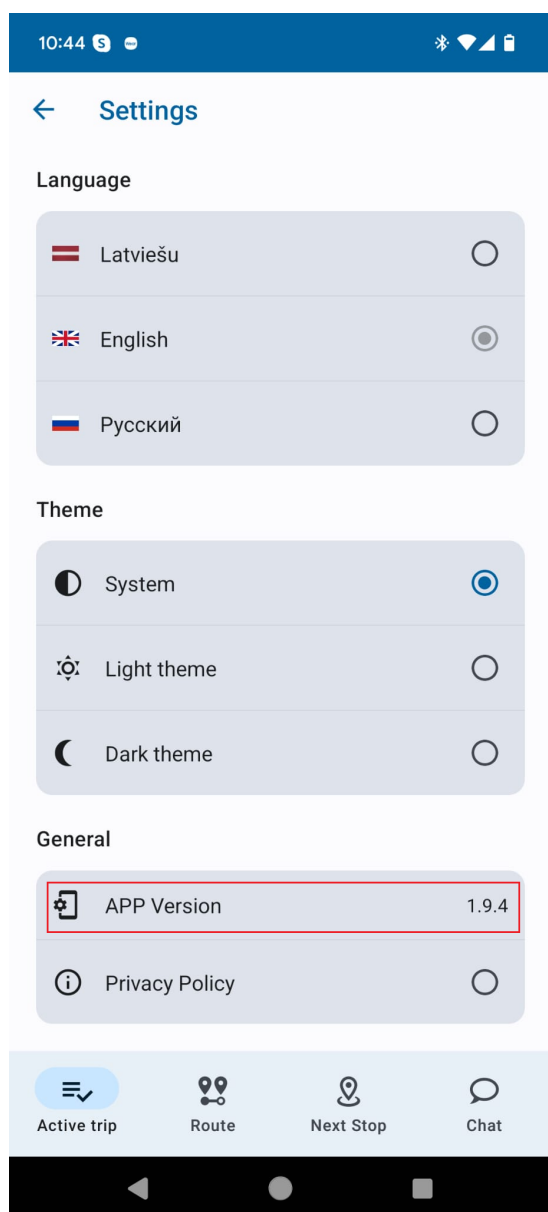 10:44
Settings
Language
Latviešu
English
Русский
Theme
System
Light theme
Dark theme
General
APP Version 1.9.4
Privacy Policy
Active trip Route Next Stop Chat